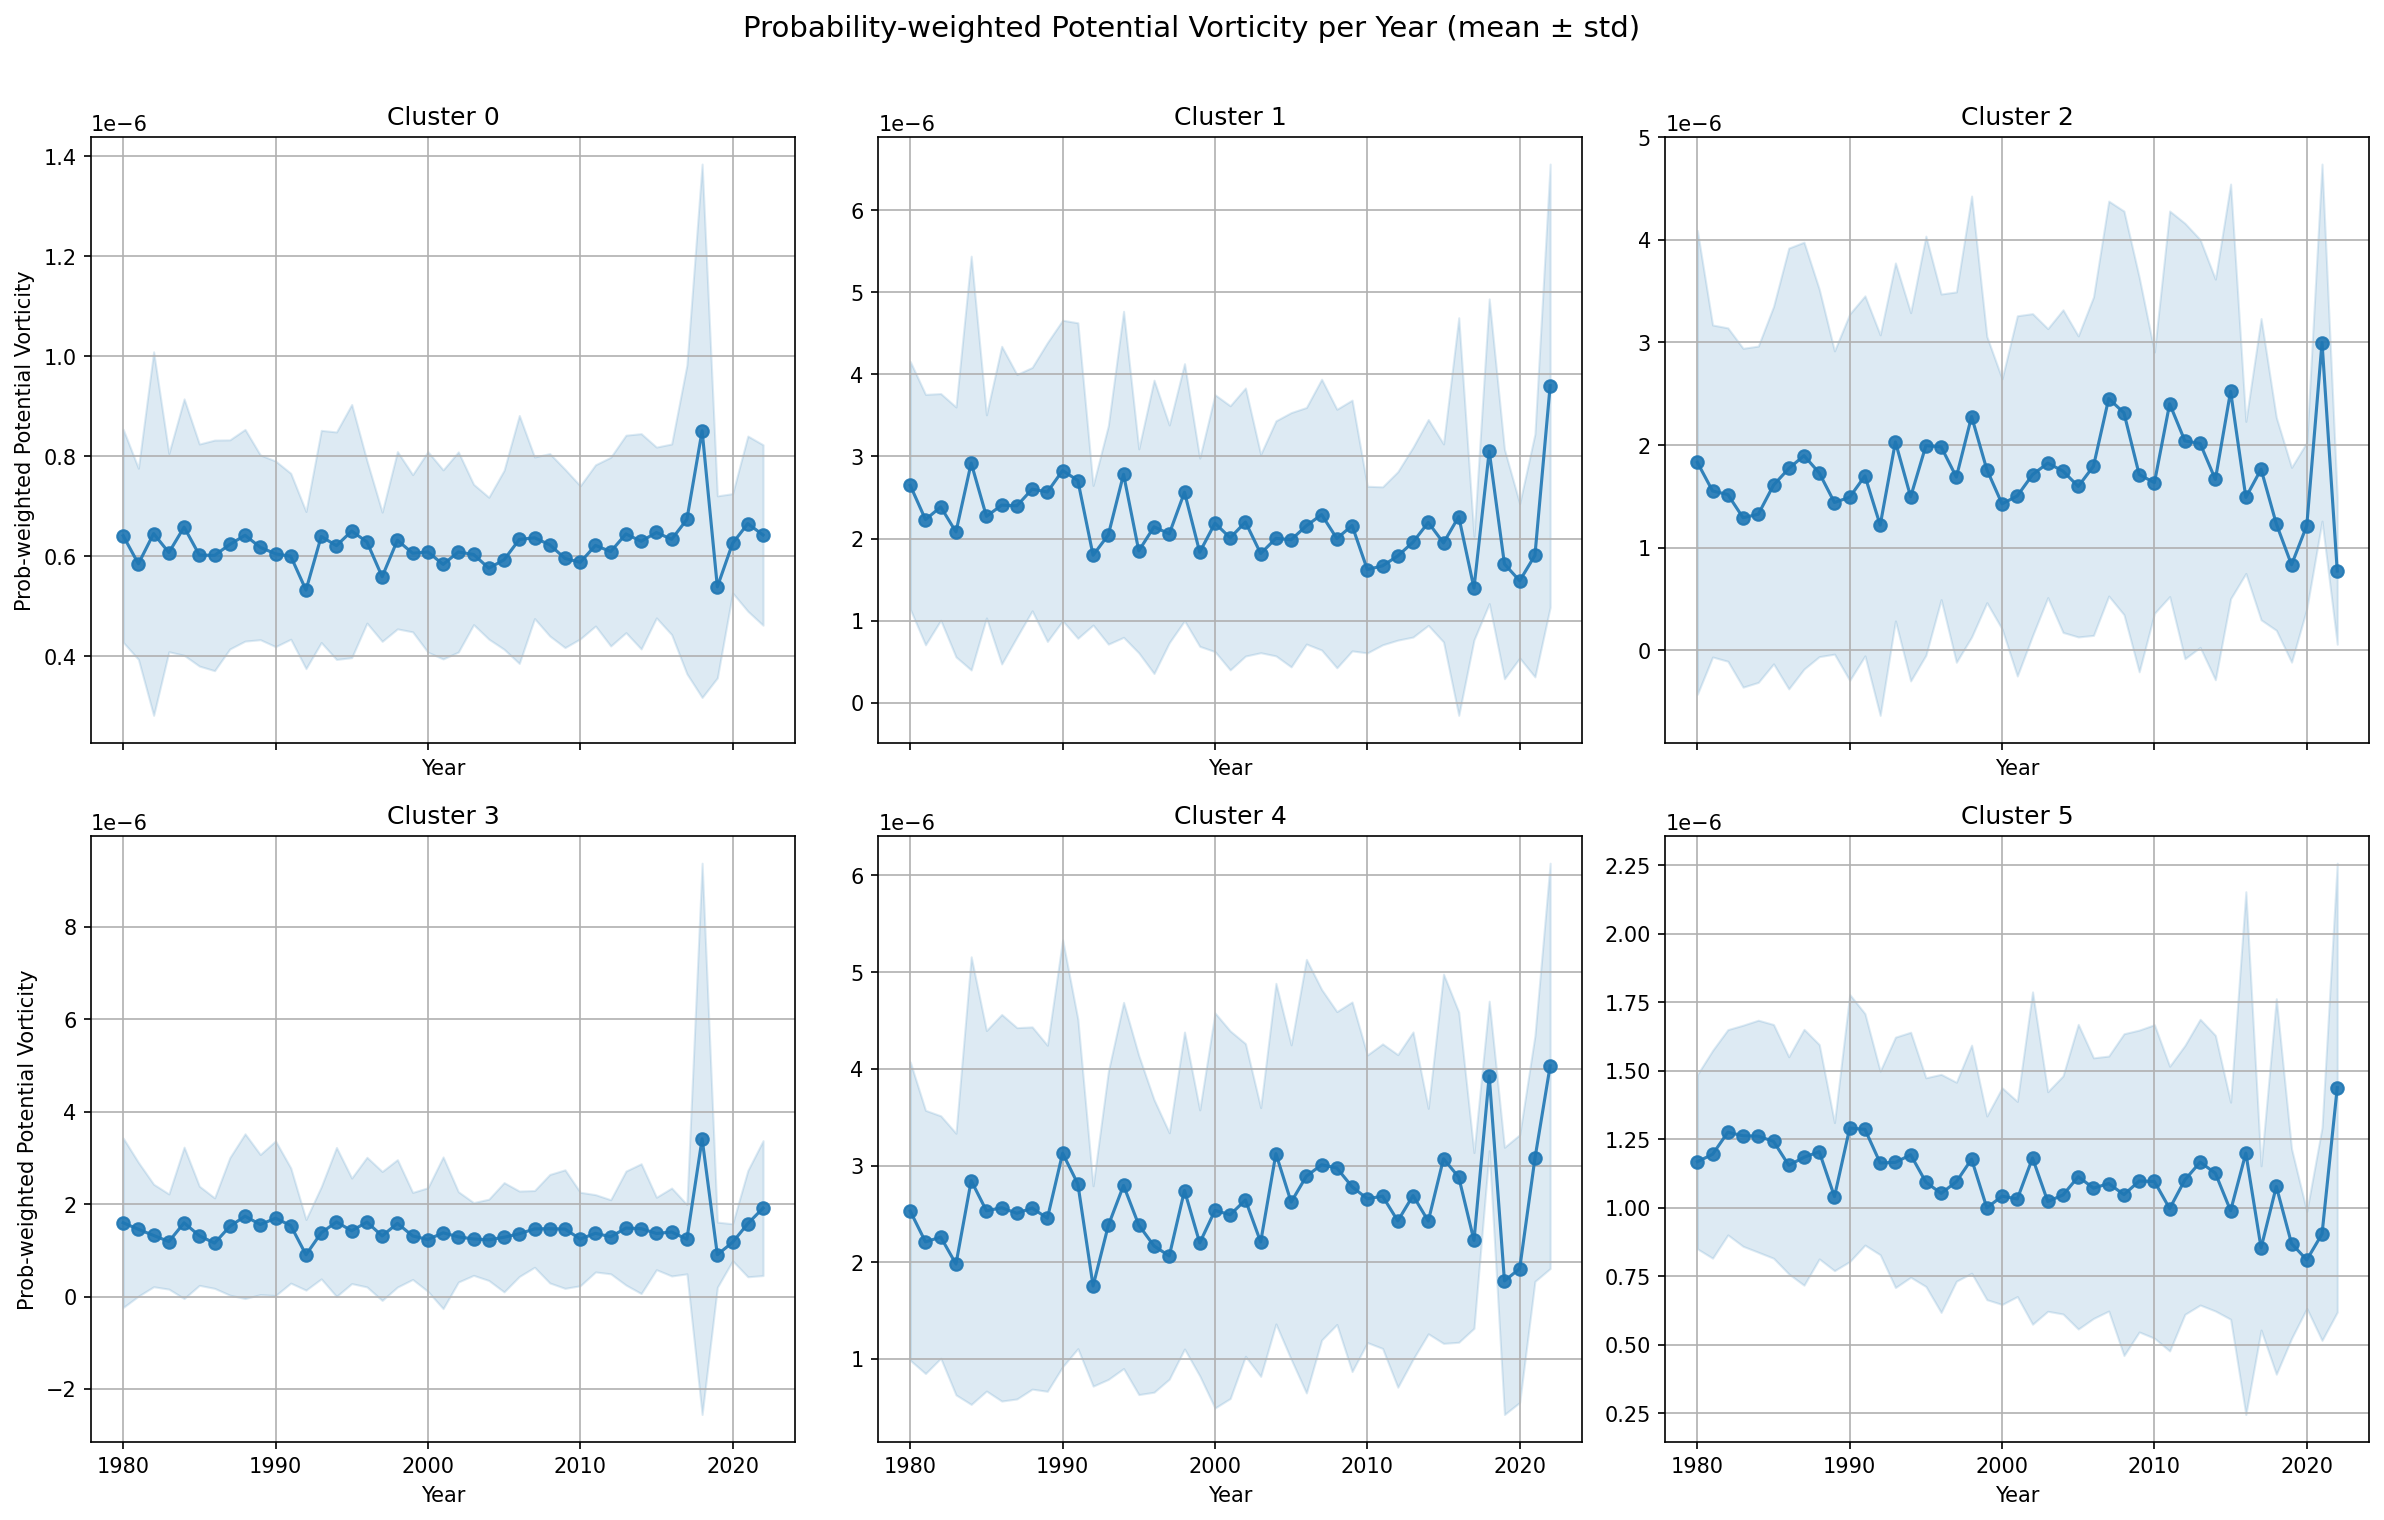 Probability-weighted Potential Vorticity per Year (mean ± std)
Cluster 0
1e−6
1.4
1.2
1.0
0.8
0.6
0.4
Prob-weighted Potential Vorticity
Year
Cluster 1
1e−6
6
5
4
3
2
1
0
Year
Cluster 2
1e−6
5
4
3
2
1
0
Year
Cluster 3
1e−6
8
6
4
2
0
−2
Prob-weighted Potential Vorticity
1980 1990 2000 2010 2020
Year
Cluster 4
1e−6
6
5
4
3
2
1
1980 1990 2000 2010 2020
Year
Cluster 5
1e−6
2.25
2.00
1.75
1.50
1.25
1.00
0.75
0.50
0.25
1980 1990 2000 2010 2020
Year